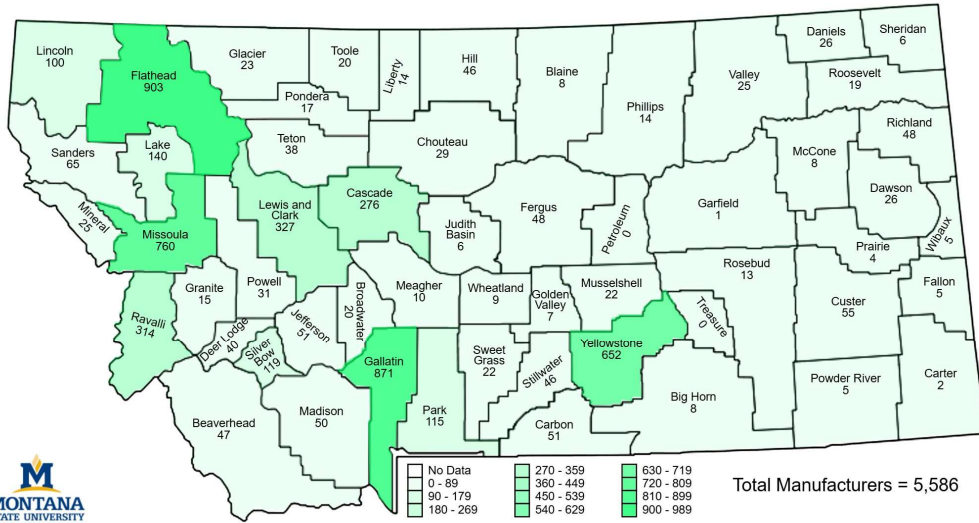 Lincoln
100
Flathead
903
Glacier
23
Toole
20
Liberty
14
Hill
46
Blaine
8
Phillips
14
Valley
25
Daniels
26
Sheridan
6
Roosevelt
19
Pondera
17
Teton
38
Chouteau
29
Richland
48
McCone
8
Sanders
65
Lake
140
Mineral
25
Missoula
760
Lewis and
Clark
327
Cascade
276
Judith
Basin
6
Fergus
48
Petroleum
0
Garfield
1
Dawson
26
Wibaux
5
Prairie
4
Ravalli
314
Granite
15
Powell
31
Deer Lodge
40
Silver
Bow
119
Jefferson
51
Broadwater
20
Meagher
10
Wheatland
9
Golden
Valley
7
Musselshell
22
Rosebud
13
Treasure
0
Custer
55
Fallon
5
Beaverhead
47
Madison
50
Gallatin
871
Park
115
Sweet
Grass
22
Stillwater
46
Yellowstone
652
Carbon
51
Big Horn
8
Powder River
5
Carter
2
No Data
0 - 89
90 - 179
180 - 269
270 - 359
360 - 449
450 - 539
540 - 629
630 - 719
720 - 809
810 - 899
900 - 989
Total Manufacturers = 5,586
M
MONTANA
STATE UNIVERSITY